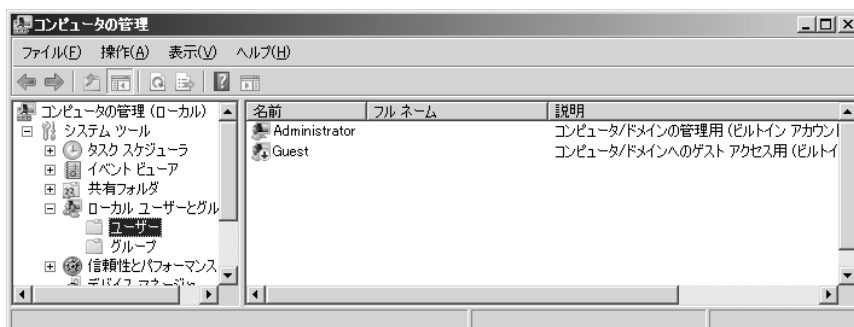 コンピュータの管理
ファイル(F) 操作(A) 表示(V) ヘルプ(H)
コンピュータの管理 (ローカル)
システム ツール
タスク スケジューラ
イベント ビューア
共有フォルダ
ローカル ユーザーとグル
ユーザー
グループ
信頼性とパフォーマンス
名前 フル ネーム 説明
Administrator コンピュータ/ドメインの管理用 (ビルトイン アカウン
Guest コンピュータ/ドメインへのゲスト アクセス用 (ビルトイ